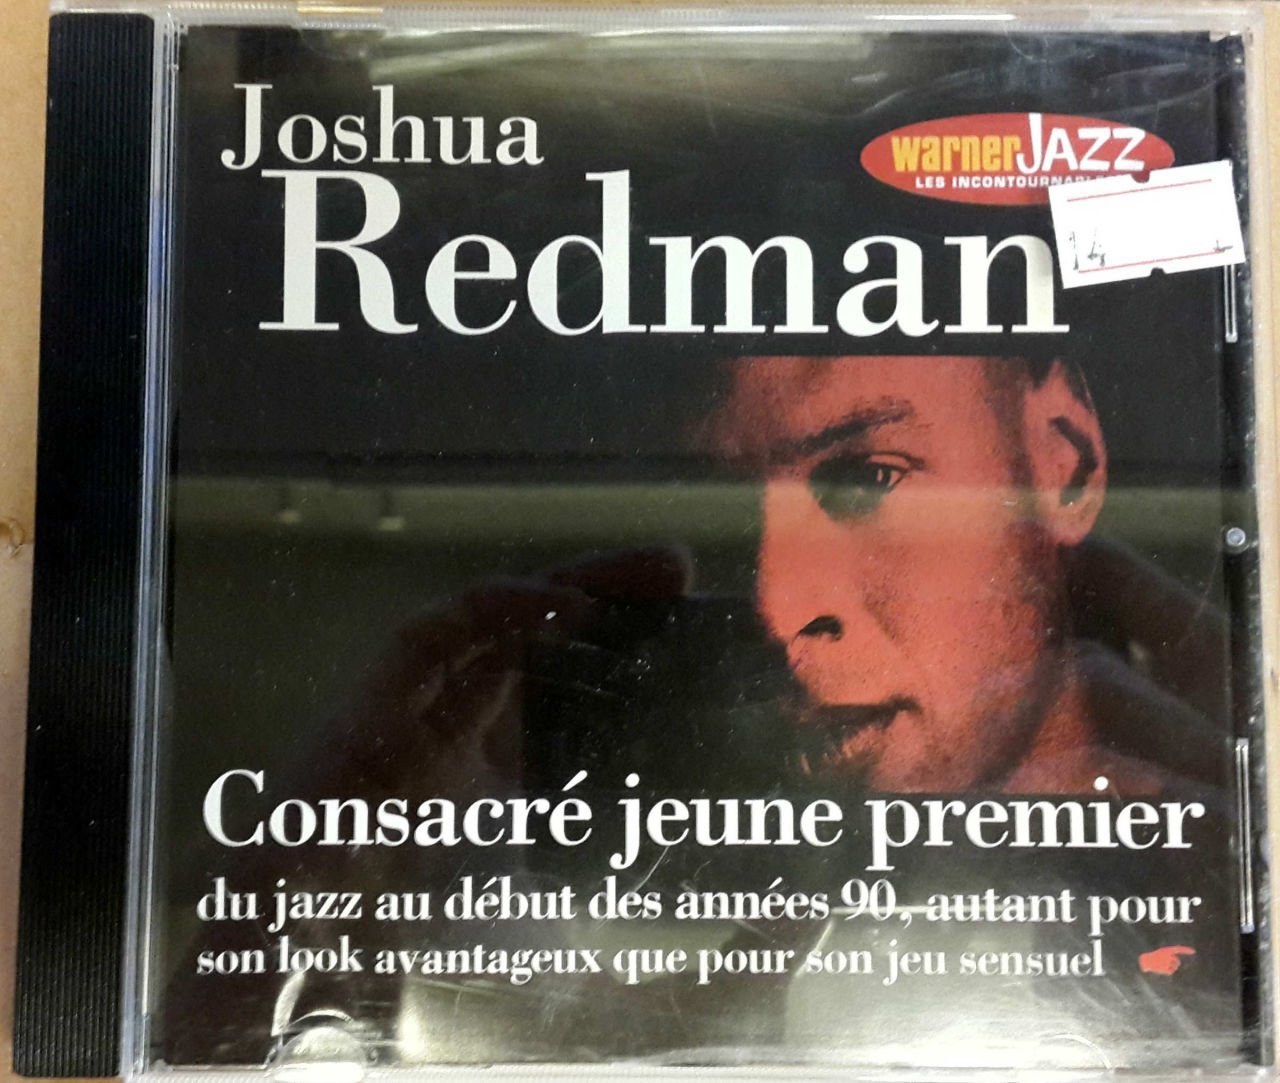 Joshua
Redman
warner JAZZ
LES
14
Consacré jeune premier
du jazz au début des années 90, autant pour
son look avantageux que pour son jeu sensuel